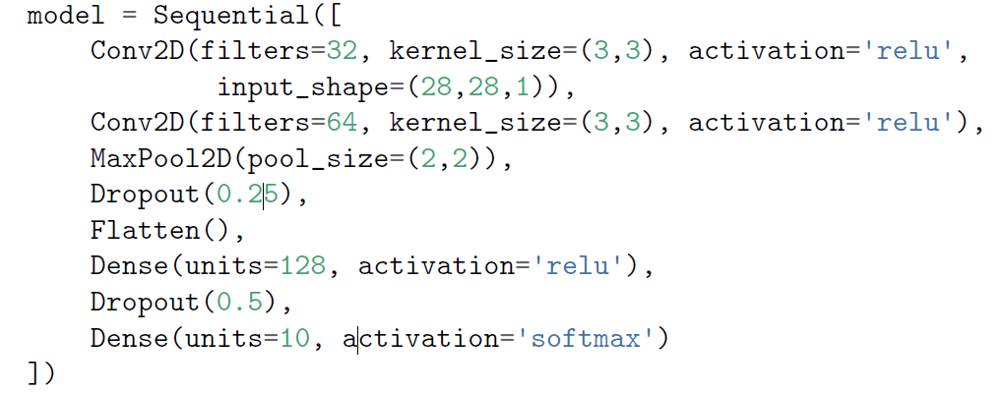 model = Sequential([
    Conv2D(filters=32, kernel_size=(3,3), activation='relu',
            input_shape=(28,28,1)),
    Conv2D(filters=64, kernel_size=(3,3), activation='relu'),
    MaxPool2D(pool_size=(2,2)),
    Dropout(0.25),
    Flatten(),
    Dense(units=128, activation='relu'),
    Dropout(0.5),
    Dense(units=10, activation='softmax')
])